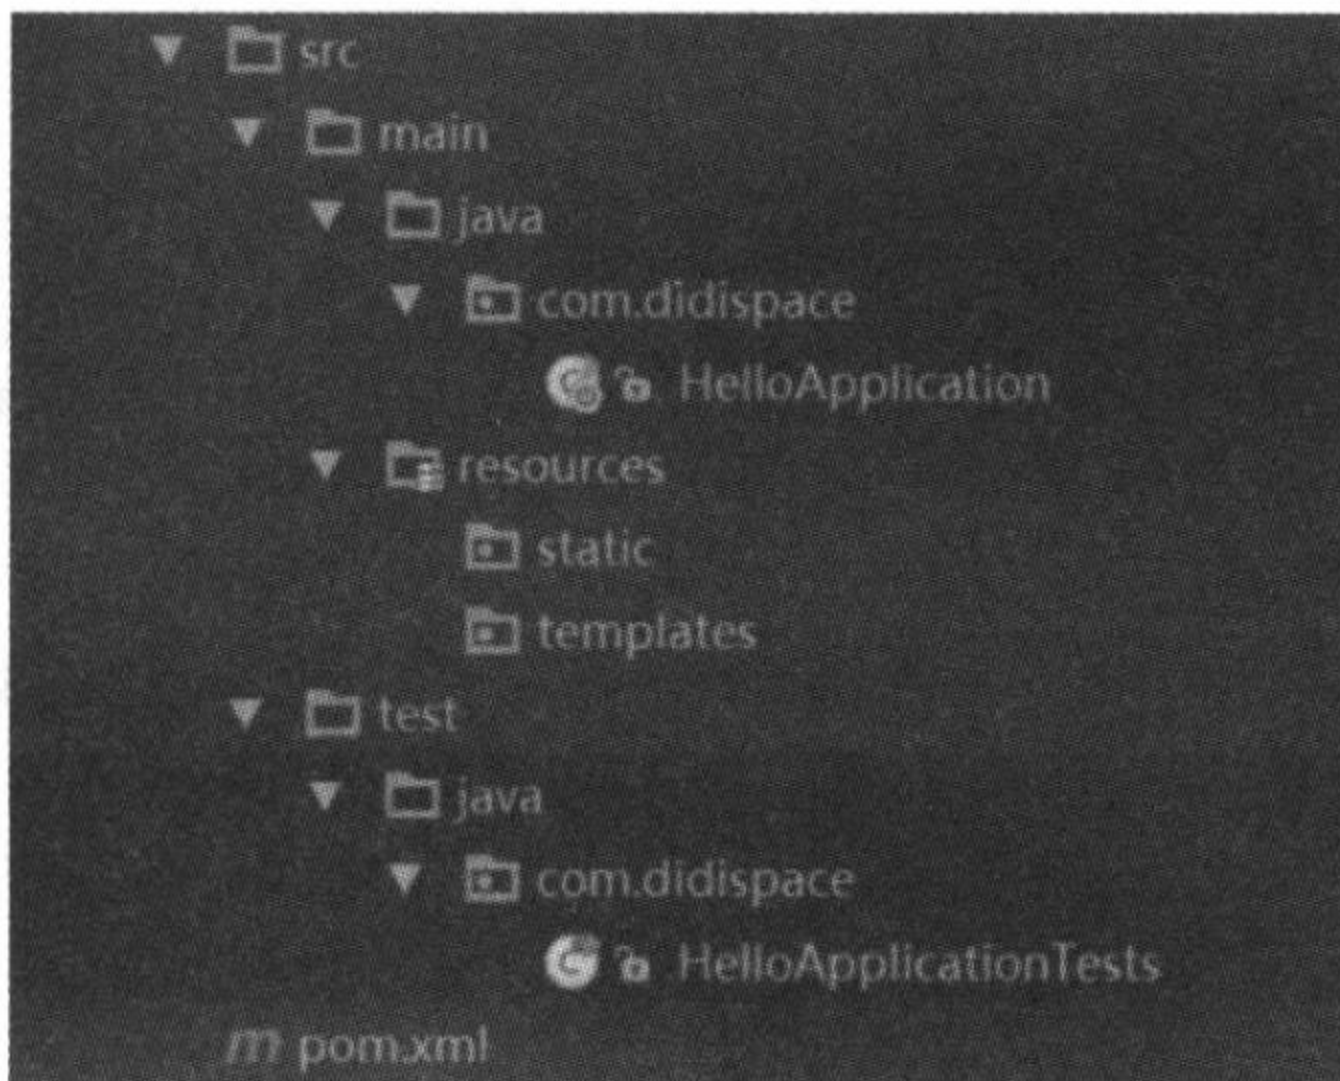 src
main
java
com.didispace
HelloApplication
resources
static
templates
test
java
com.didispace
HelloApplicationTests
m pom.xml